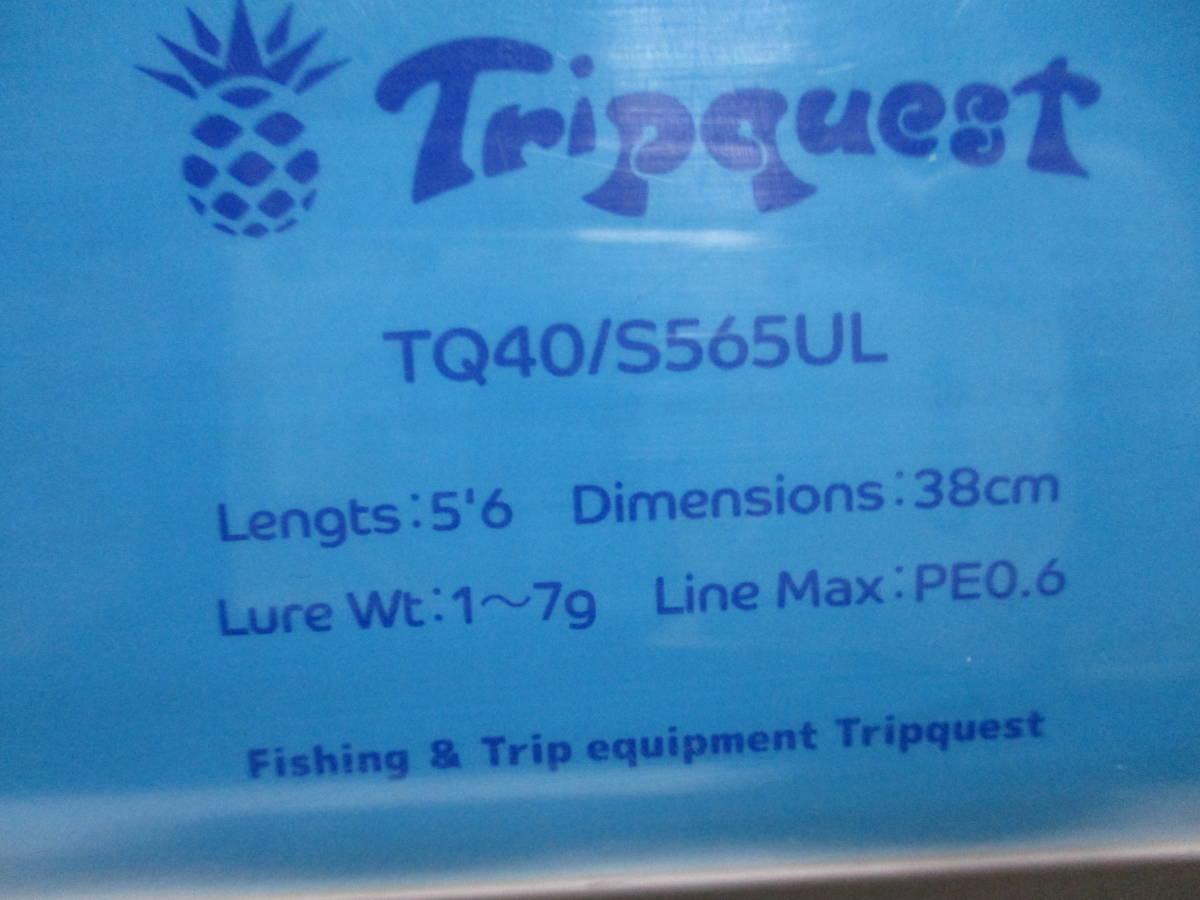 Tripquest
TQ40/S565UL
Lengts:5'6 Dimensions:38cm
Lure Wt:1〜7g Line Max:PE0.6
Fishing & Trip equipment Tripquest